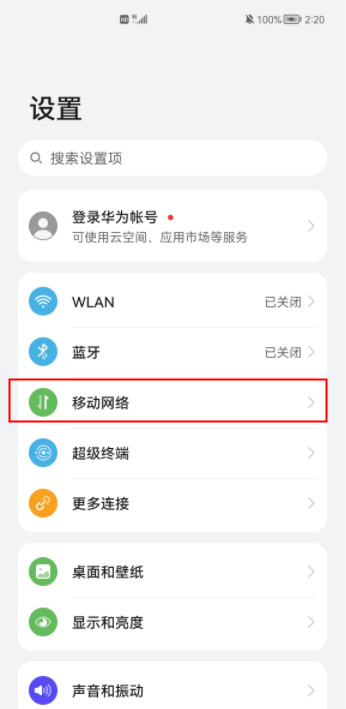 HD 100% 2:20
设置
搜索设置项
登录华为帐号
可使用云空间、应用市场等服务
WLAN 已关闭
蓝牙 已关闭
移动网络
超级终端
更多连接
桌面和壁纸
显示和亮度
声音和振动